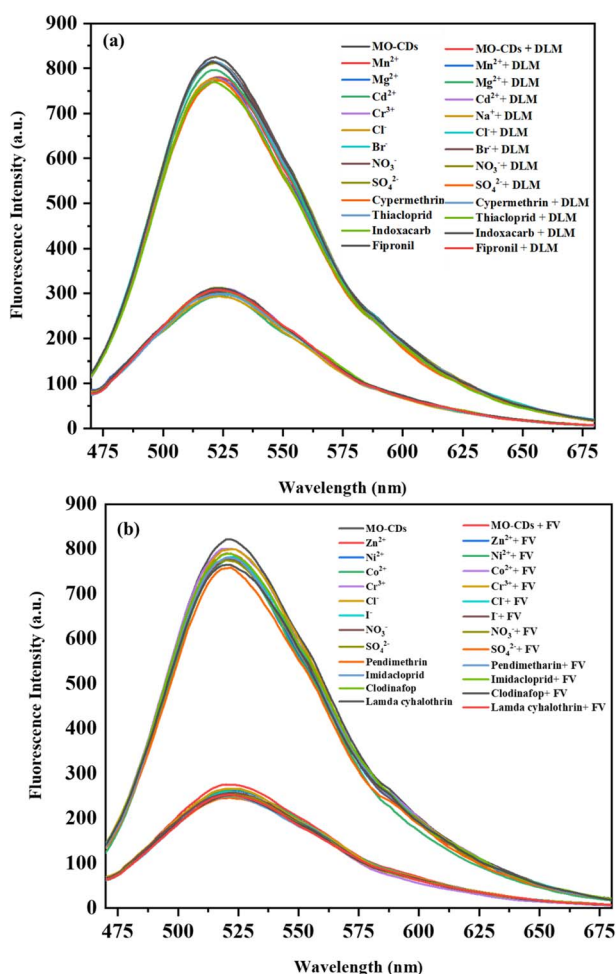 (a)
Fluorescence Intensity (a.u.)
900
800
700
600
500
400
300
200
100
0
MO-CDs
Mn²⁺
Mg²⁺
Cd²⁺
Cr³⁺
Cl⁻
Br⁻
NO₃⁻
SO₄²⁻
Cypermethrin
Thiacloprid
Indoxacarb
Fipronil
MO-CDs + DLM
Mn²⁺ + DLM
Mg²⁺ + DLM
Cd²⁺ + DLM
Na⁺ + DLM
Cl⁻ + DLM
Br⁻ + DLM
NO₃⁻ + DLM
SO₄²⁻ + DLM
Cypermethrin + DLM
Thiacloprid + DLM
Indoxacarb + DLM
Fipronil + DLM
475 500 525 550 575 600 625 650 675
Wavelength (nm)
(b)
Fluorescence Intensity (a.u.)
900
800
700
600
500
400
300
200
100
0
MO-CDs
Zn²⁺
Ni²⁺
Co²⁺
Cr³⁺
Cl⁻
I⁻
NO₃⁻
SO₄²⁻
Pendimethrin
Imidacloprid
Clodinafop
Lamda cyhalothrin
MO-CDs + FV
Zn²⁺ + FV
Ni²⁺ + FV
Co²⁺ + FV
Cr³⁺ + FV
Cl⁻ + FV
I⁻ + FV
NO₃⁻ + FV
SO₄²⁻ + FV
Pendimetharin+ FV
Imidacloprid+ FV
Clodinafop+ FV
Lamda cyhalothrin+ FV
475 500 525 550 575 600 625 650 675
Wavelength (nm)